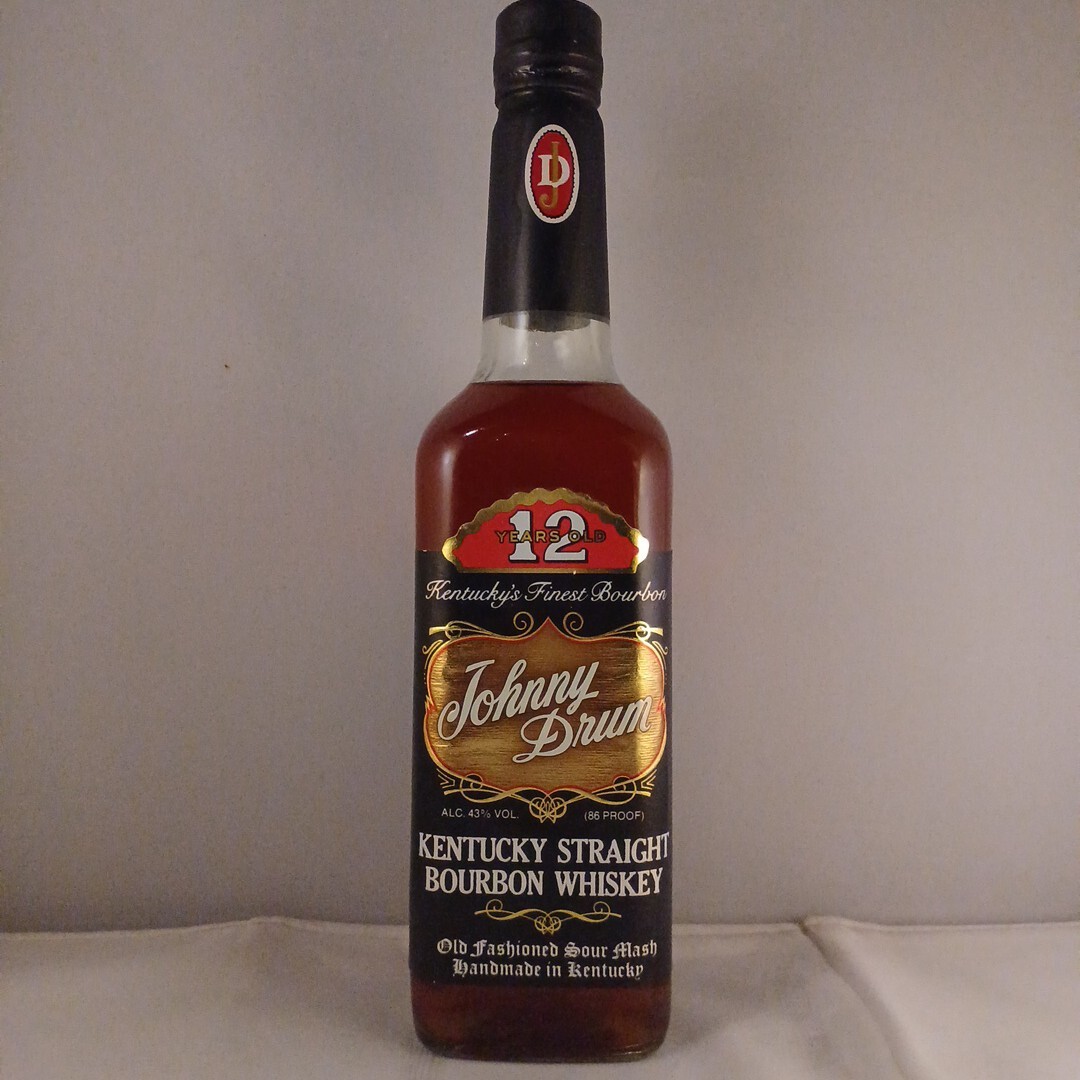 JD
12
YEARS OLD
Kentucky's Finest Bourbon
Johnny
Drum
ALC. 43% VOL. (86 PROOF)
KENTUCKY STRAIGHT
BOURBON WHISKEY
Old Fashioned Sour Mash
Handmade in Kentucky